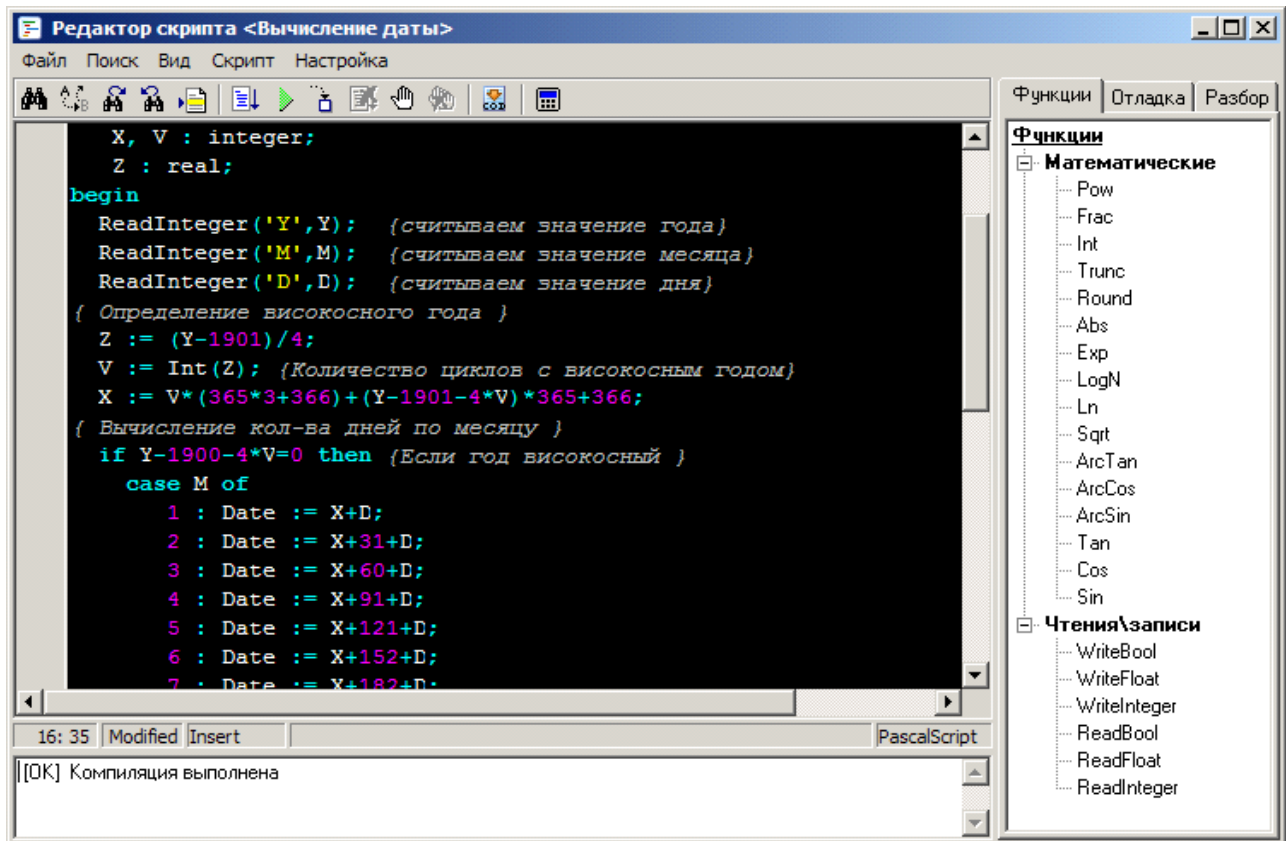 Редактор скрипта <Вычисление даты>
Файл Поиск Вид Скрипт Настройка
X, V : integer;
Z : real;
begin
ReadInteger('Y',Y); {считываем значение года}
ReadInteger('M',M); {считываем значение месяца}
ReadInteger('D',D); {считываем значение дня}
{ Определение високосного года }
Z := (Y-1901)/4;
V := Int(Z); {Количество циклов с високосным годом}
X := V*(365*3+366)+(Y-1901-4*V)*365+366;
{ Вычисление кол-ва дней по месяцу }
if Y-1900-4*V=0 then {Если год високосный }
case M of
1 : Date := X+D;
2 : Date := X+31+D;
3 : Date := X+60+D;
4 : Date := X+91+D;
5 : Date := X+121+D;
6 : Date := X+152+D;
7 : Date := X+182+D;
16: 35 Modified Insert PascalScript
[OK] Компиляция выполнена
Функции Отладка Разбор
Функции
Математические
Pow
Frac
Int
Trunc
Round
Abs
Exp
LogN
Ln
Sqrt
ArcTan
ArcCos
ArcSin
Tan
Cos
Sin
Чтения\записи
WriteBool
WriteFloat
WriteInteger
ReadBool
ReadFloat
ReadInteger